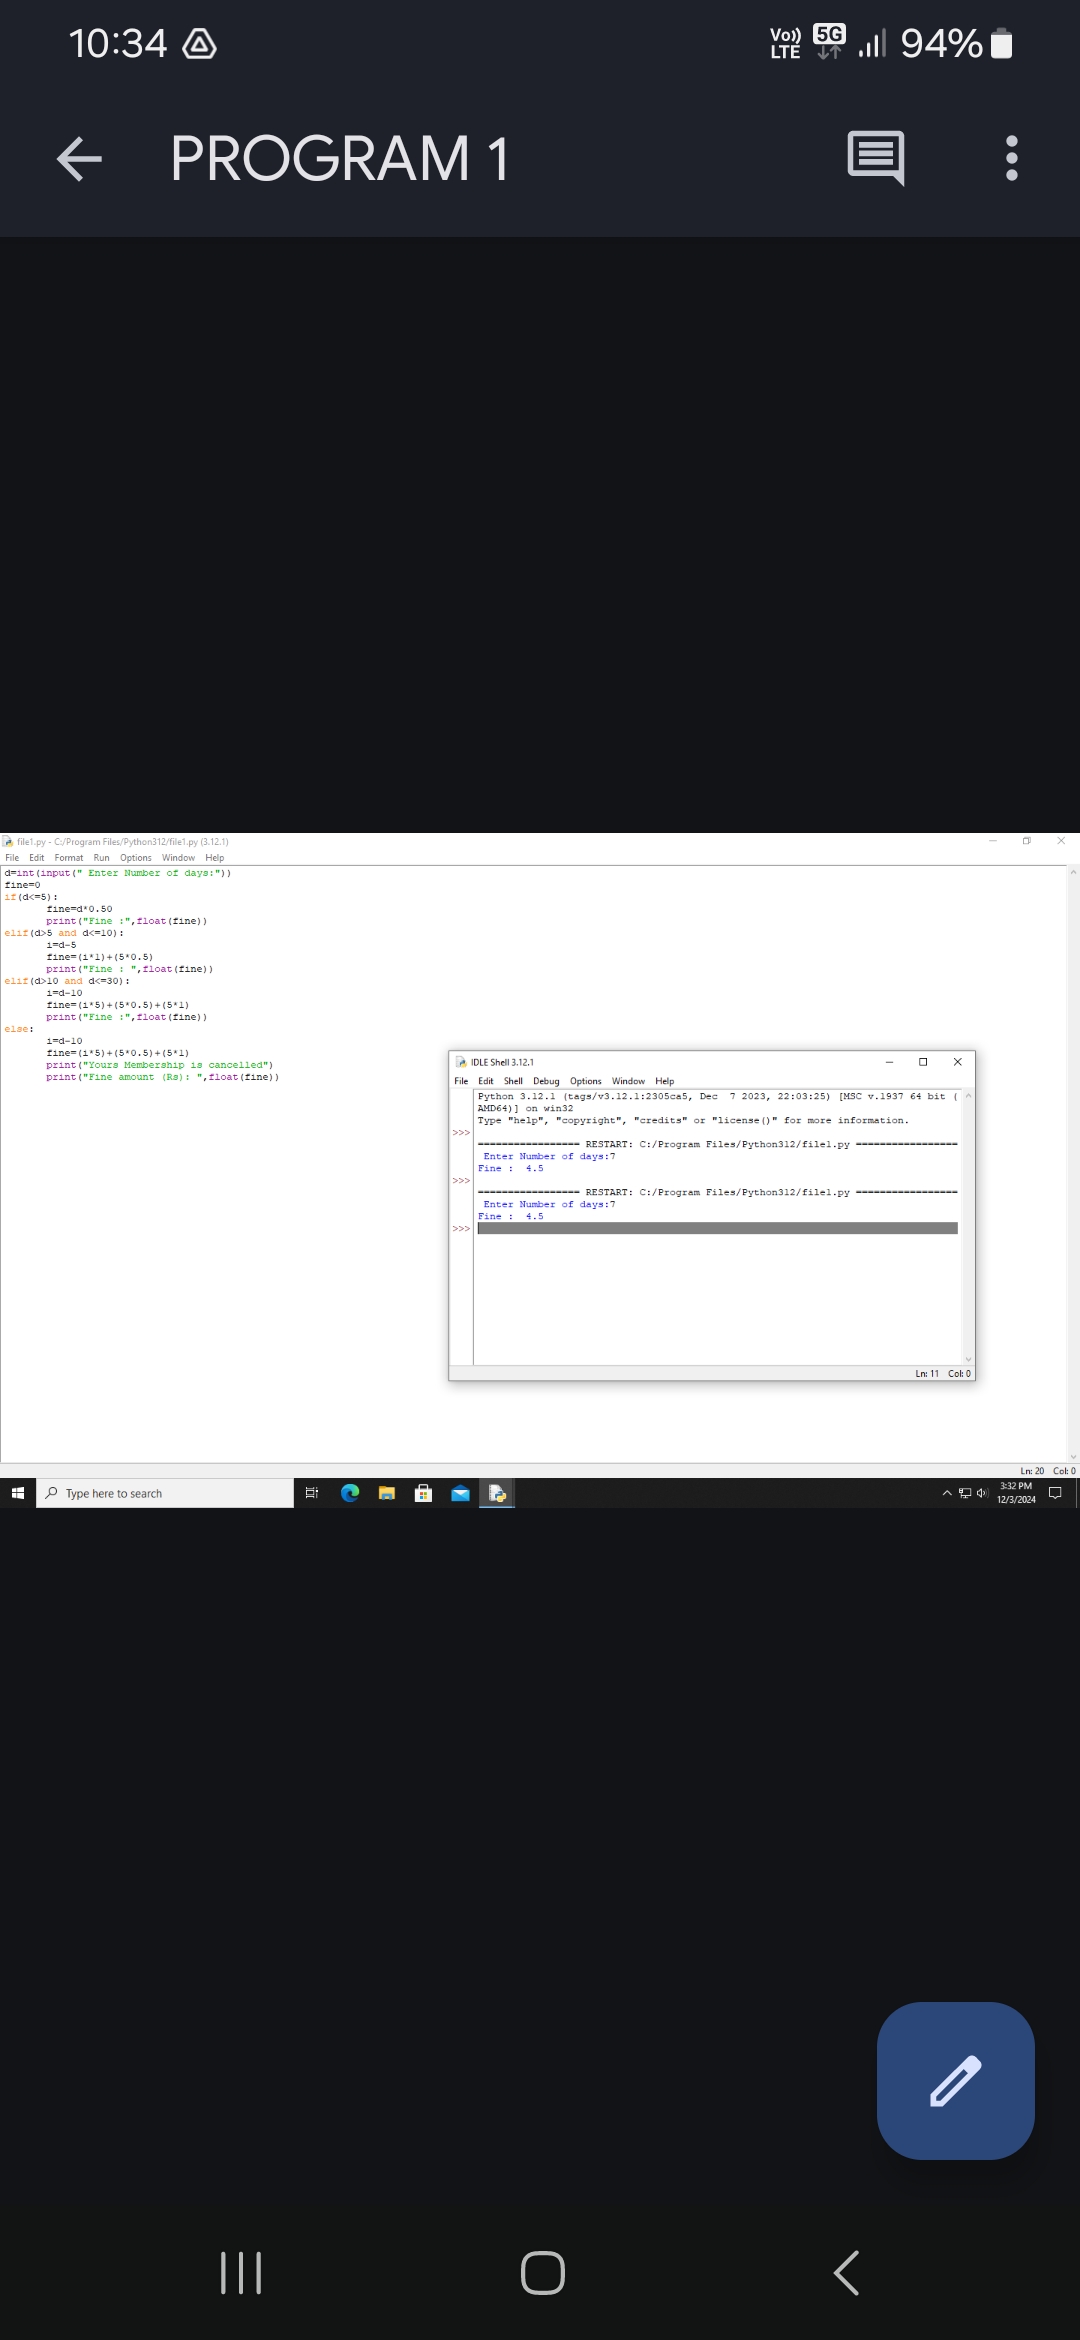 10:34
Vo)) LTE 5G 94%
PROGRAM 1
file1.py - C:/Program Files/Python312/file1.py (3.12.1)
File Edit Format Run Options Window Help
d=int(input(" Enter Number of days:"))
fine=0
if(d<=5):
fine=d*0.50
print("Fine :",float(fine))
elif(d>5 and d<=10):
i=d-5
fine=(i*1)+(5*0.5)
print("Fine : ",float(fine))
elif(d>10 and d<=30):
i=d-10
fine=(i*5)+(5*0.5)+(5*1)
print("Fine :",float(fine))
else:
i=d-10
fine=(i*5)+(5*0.5)+(5*1)
print("Yours Membership is cancelled")
print("Fine amount (Rs): ",float(fine))
IDLE Shell 3.12.1
File Edit Shell Debug Options Window Help
Python 3.12.1 (tags/v3.12.1:2305ca5, Dec 7 2023, 22:03:25) [MSC v.1937 64 bit (
AMD64)] on win32
Type "help", "copyright", "credits" or "license()" for more information.
>>>
================= RESTART: C:/Program Files/Python312/file1.py =================
Enter Number of days:7
Fine : 4.5
>>>
================= RESTART: C:/Program Files/Python312/file1.py =================
Enter Number of days:7
Fine : 4.5
>>>
Ln: 11 Col: 0
Ln: 20 Col: 0
Type here to search
3:32 PM
12/3/2024